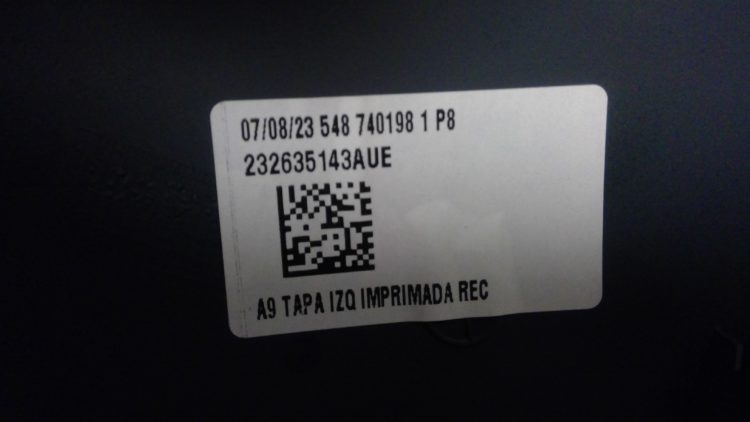 07/08/23 548 740198 1 P8
232635143AUE
A9 TAPA IZQ IMPRIMADA REC